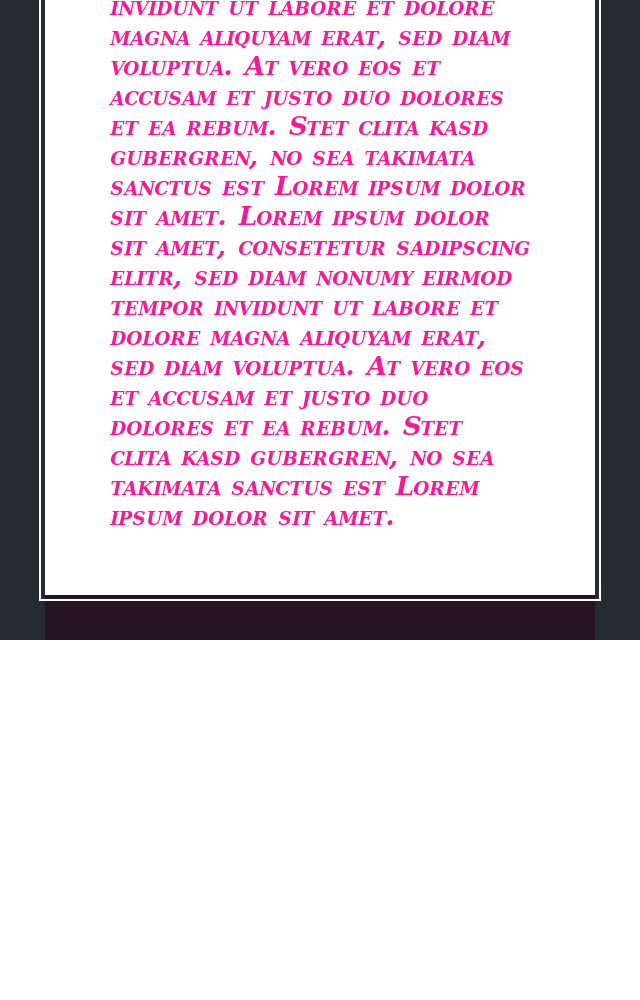 invidunt ut labore et dolore
magna aliquyam erat, sed diam
voluptua. At vero eos et
accusam et justo duo dolores
et ea rebum. Stet clita kasd
gubergren, no sea takimata
sanctus est Lorem ipsum dolor
sit amet. Lorem ipsum dolor
sit amet, consetetur sadipscing
elitr, sed diam nonumy eirmod
tempor invidunt ut labore et
dolore magna aliquyam erat,
sed diam voluptua. At vero eos
et accusam et justo duo
dolores et ea rebum. Stet
clita kasd gubergren, no sea
takimata sanctus est Lorem
ipsum dolor sit amet.